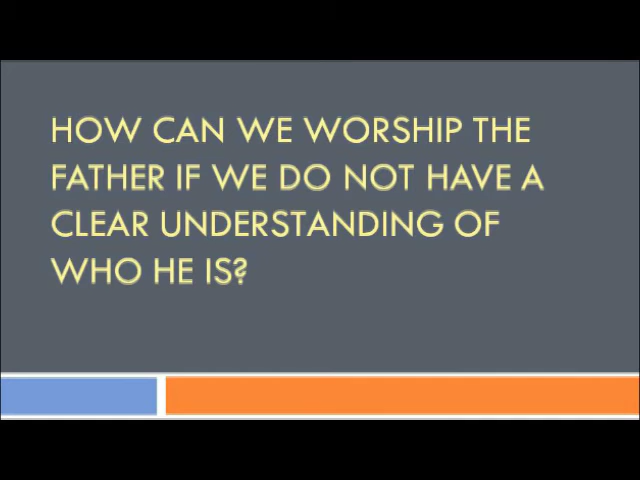 HOW CAN WE WORSHIP THE
FATHER IF WE DO NOT HAVE A
CLEAR UNDERSTANDING OF
WHO HE IS?